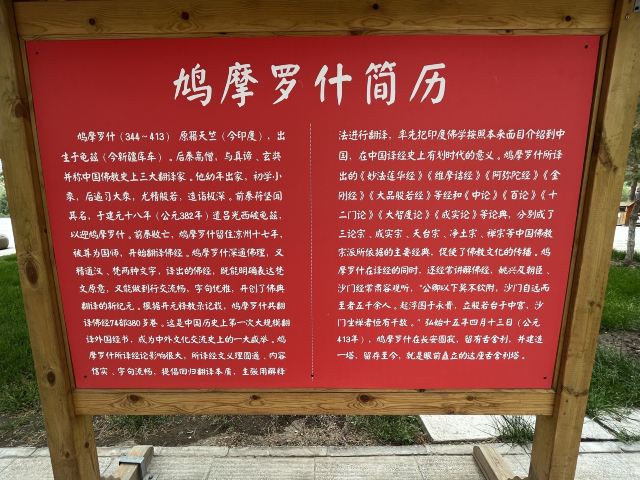 鸠摩罗什简历
鸠摩罗什（344～413）原籍天竺（今印度），出
生于龟兹（今新疆库车）。后秦高僧，与真谛、玄奘
并称中国佛教史上三大翻译家。他幼年出家，初学小
乘，后遍习大乘，尤精般若，造诣极深。前秦苻坚闻
其名，于建元十八年（公元382年）遣吕光西破龟兹，
以迎鸠摩罗什。前秦败亡，鸠摩罗什留住凉州十七年，
被尊为国师，开始翻译佛经。鸠摩罗什深通佛理，又
精通汉、梵两种文字，译出的佛经，既能明确表达梵
文原意，又能做到行文流畅，字句优雅，开创了佛典
翻译的新纪元。根据开元释教录记载，鸠摩罗什共翻
译佛经74部380多卷。这是中国历史上第一次大规模翻
译外国经书，成为中外文化交流史上的一大盛举。鸠
摩罗什所译经论影响很大，所译经文义理圆通、内容
信实、字句流畅，提倡回归翻译本质，主张用解释
法进行翻译，率先把印度佛学按照本来面目介绍到中
国，在中国译经史上有划时代的意义。鸠摩罗什所译
出的《妙法莲华经》《维摩诘经》《阿弥陀经》《金
刚经》《大品般若经》等经和《中论》《百论》《十
二门论》《大智度论》《成实论》等论典，分别成了
三论宗、成实宗、天台宗、净土宗、禅宗等中国佛教
宗派所依据的主要经典，促使了佛教文化的传播。鸠
摩罗什在译经的同时，还经常讲解佛经，姚兴及朝臣、
沙门经常肃容观听，“公卿以下莫不钦附，沙门自远而
至者五千余人。起浮图于永贵，立般若台于中宫，沙
门坐禅者恒有千数。”弘始十五年四月十三日（公元
413年），鸠摩罗什在长安圆寂，留有舌舍利，并建造
一塔，留存至今，就是眼前矗立的这座舌舍利塔。